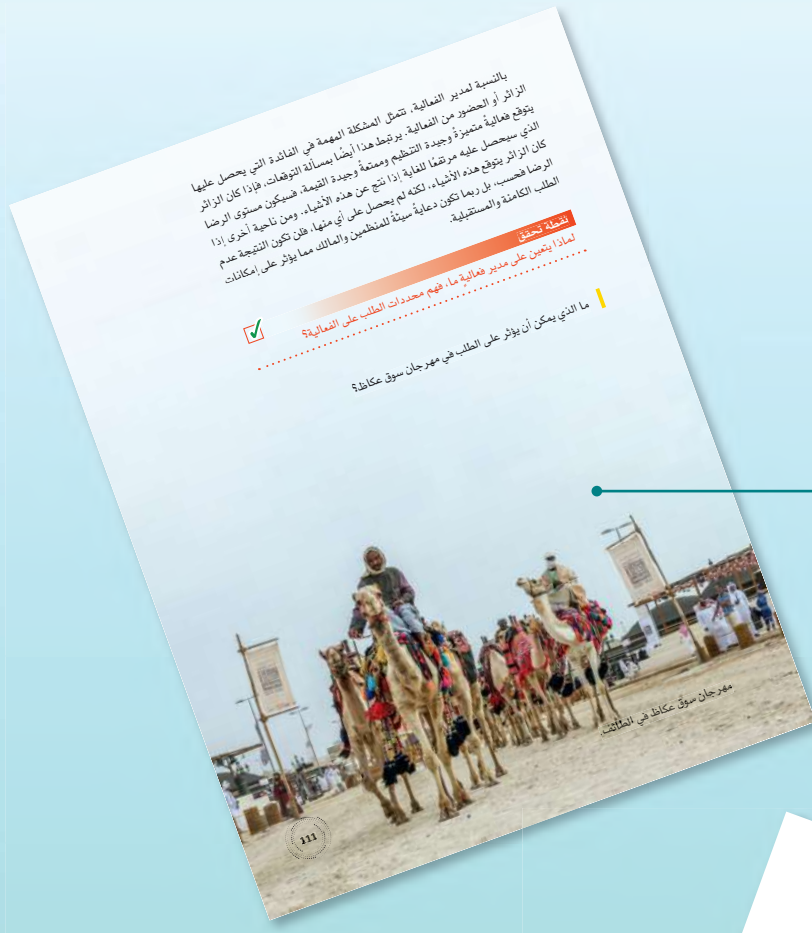 بالنسبة لمدير الفعالية، تتمثل المشكلة المهمة في الفائدة التي يحصل عليها
الزائر أو الحضور من الفعالية. يرتبط هذا أيضًا بمسألة التوقعات، فإذا كان الزائر
يتوقع فعاليةً متميزةً وجيدة التنظيم وممتعةً وجيدة القيمة، فسيكون مستوى الرضا
الذي سيحصل عليه مرتفعًا للغاية إذا نتج عن هذه الأشياء. ومن ناحية أخرى إذا
كان الزائر يتوقع هذه الأشياء، لكنه لم يحصل على أي منها، فلن تكون النتيجة عدم
الرضا فحسب، بل ربما تكون دعايةً سيئةً للمنظمين والمالك مما يؤثر على إمكانات
الطلب الكامنة والمستقبلية.
نقطة تحقق
لماذا يتعين على مدير فعاليةٍ ما، فهم محددات الطلب على الفعالية؟
ما الذي يمكن أن يؤثر على الطلب في مهرجان سوق عكاظ؟
مهرجان سوق عكاظ في الطائف.
111